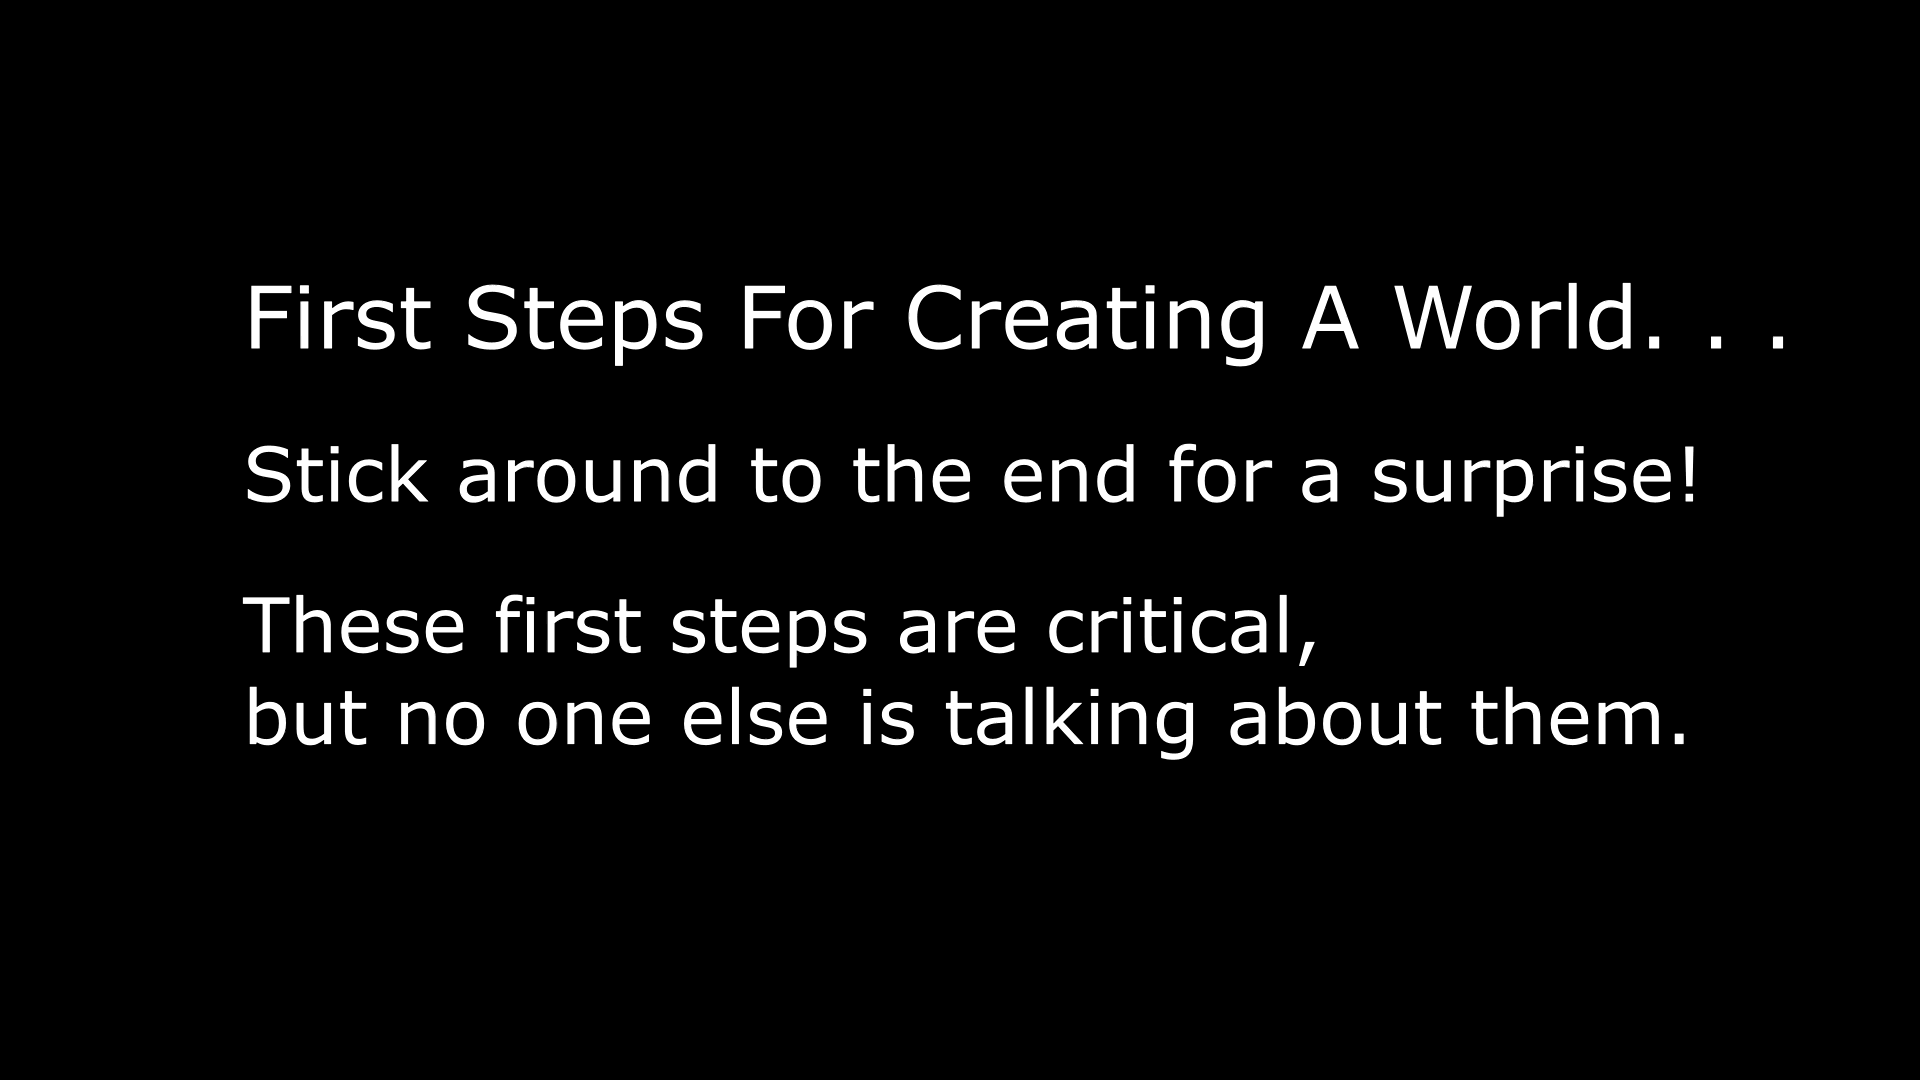 First Steps For Creating A World. . .
Stick around to the end for a surprise!
These first steps are critical,
but no one else is talking about them.